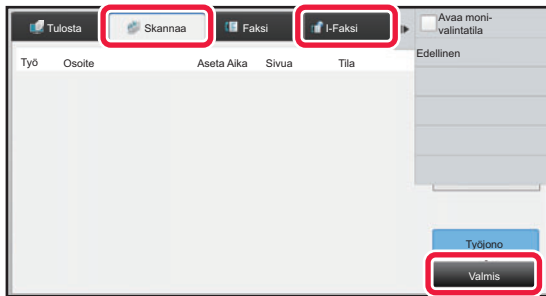 Tulosta
Skannaa
Faksi
I-Faksi
Avaa moni-
valintatila
Edellinen
Työ
Osoite
Aseta Aika
Sivua
Tila
Työjono
Valmis